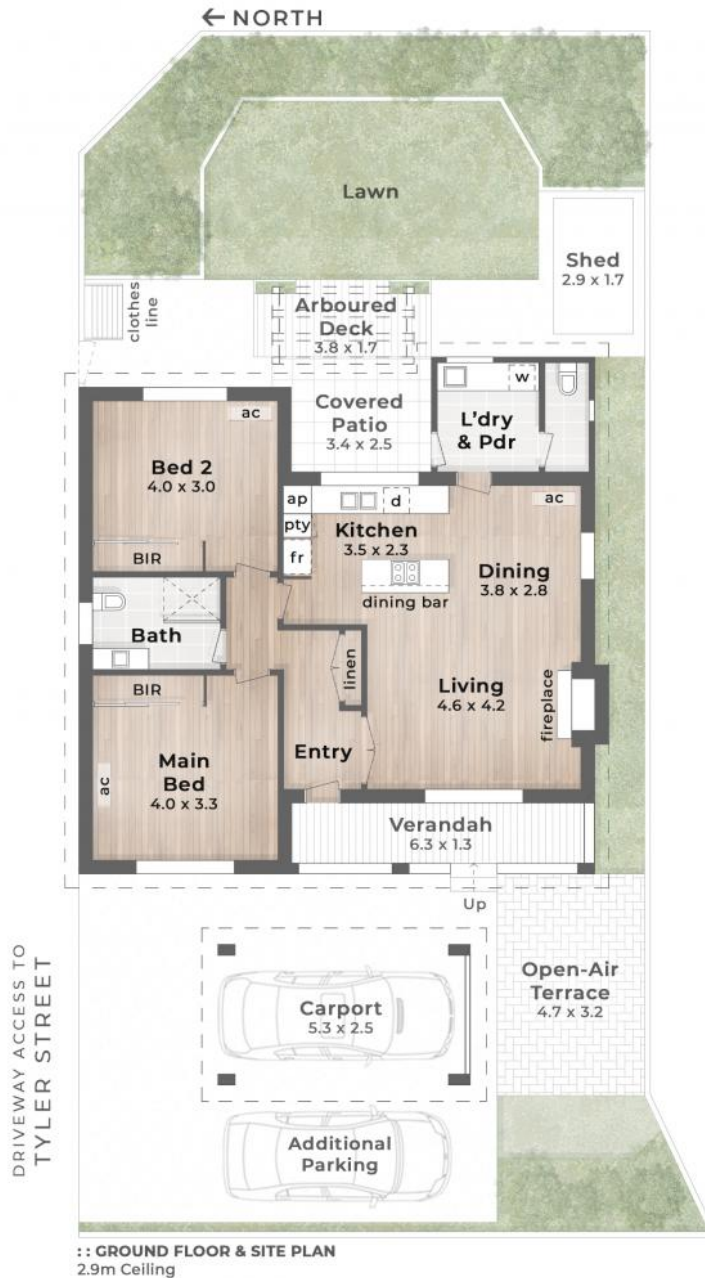 ← NORTH
Lawn
Shed
2.9 x 1.7
clothes
line
Arboured
Deck
3.8 x 1.7
Covered
Patio
3.4 x 2.5
w
L'dry
& Pdr
ac
Bed 2
4.0 x 3.0
BIR
ap
pty
fr
d
Kitchen
3.5 x 2.3
dining bar
ac
Dining
3.8 x 2.8
Bath
BIR
linen
Living
4.6 x 4.2
fireplace
Main
Bed
4.0 x 3.3
ac
Entry
Verandah
6.3 x 1.3
Up
Carport
5.3 x 2.5
Open-Air
Terrace
4.7 x 3.2
Additional
Parking
DRIVEWAY ACCESS TO
TYLER STREET
:: GROUND FLOOR & SITE PLAN
2.9m Ceiling